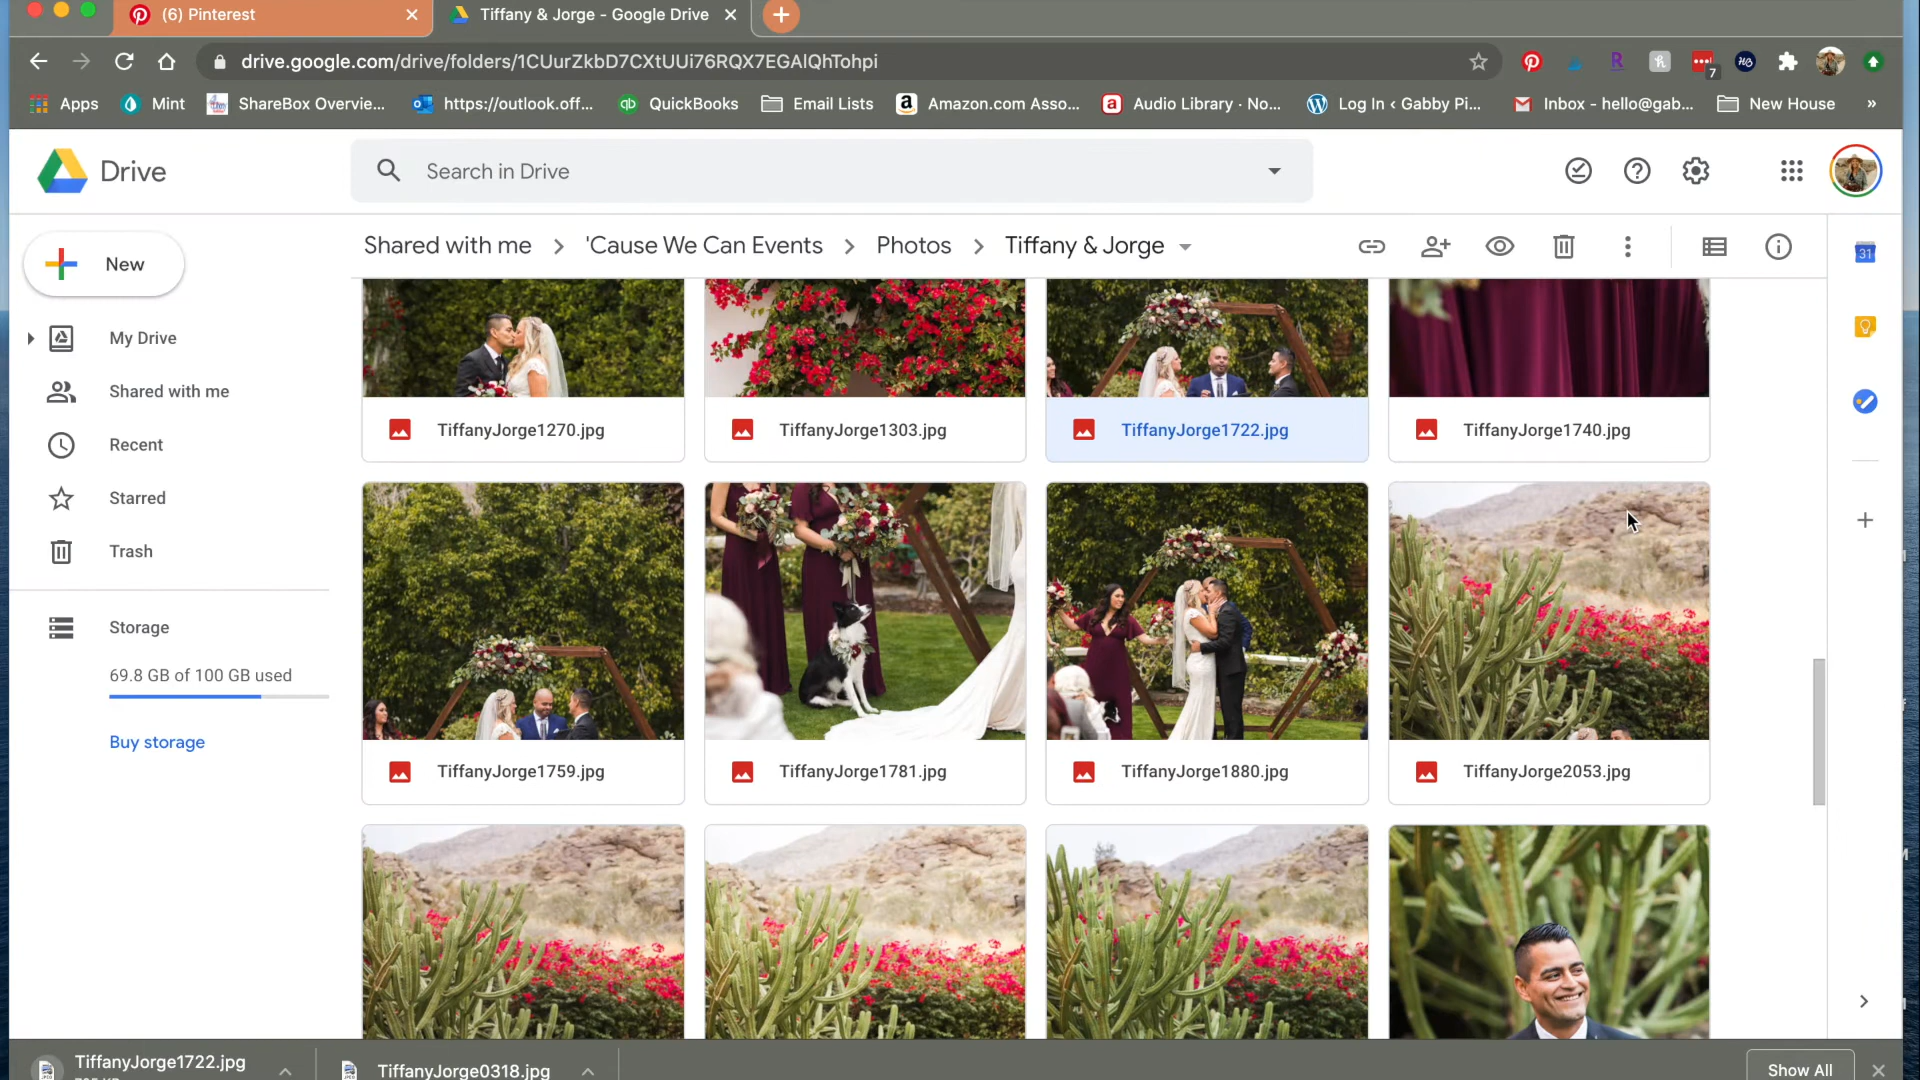 (6) Pinterest
Tiffany & Jorge - Google Drive
drive.google.com/drive/folders/1CUurZkbD7CXtUUi76RQX7EGAlQhTohpi
7
Apps
Mint
ShareBox Overvie...
https://outlook.off...
QuickBooks
Email Lists
Amazon.com Asso...
Audio Library · No...
Log In ‹ Gabby Pi...
Inbox - hello@gab...
New House
»
Drive
Search in Drive
New
Shared with me
'Cause We Can Events
Photos
Tiffany & Jorge
31
My Drive
Shared with me
Recent
Starred
Trash
Storage
69.8 GB of 100 GB used
Buy storage
TiffanyJorge1270.jpg
TiffanyJorge1303.jpg
TiffanyJorge1722.jpg
TiffanyJorge1740.jpg
TiffanyJorge1759.jpg
TiffanyJorge1781.jpg
TiffanyJorge1880.jpg
TiffanyJorge2053.jpg
TiffanyJorge1722.jpg
TiffanyJorge0318.jpg
Show All